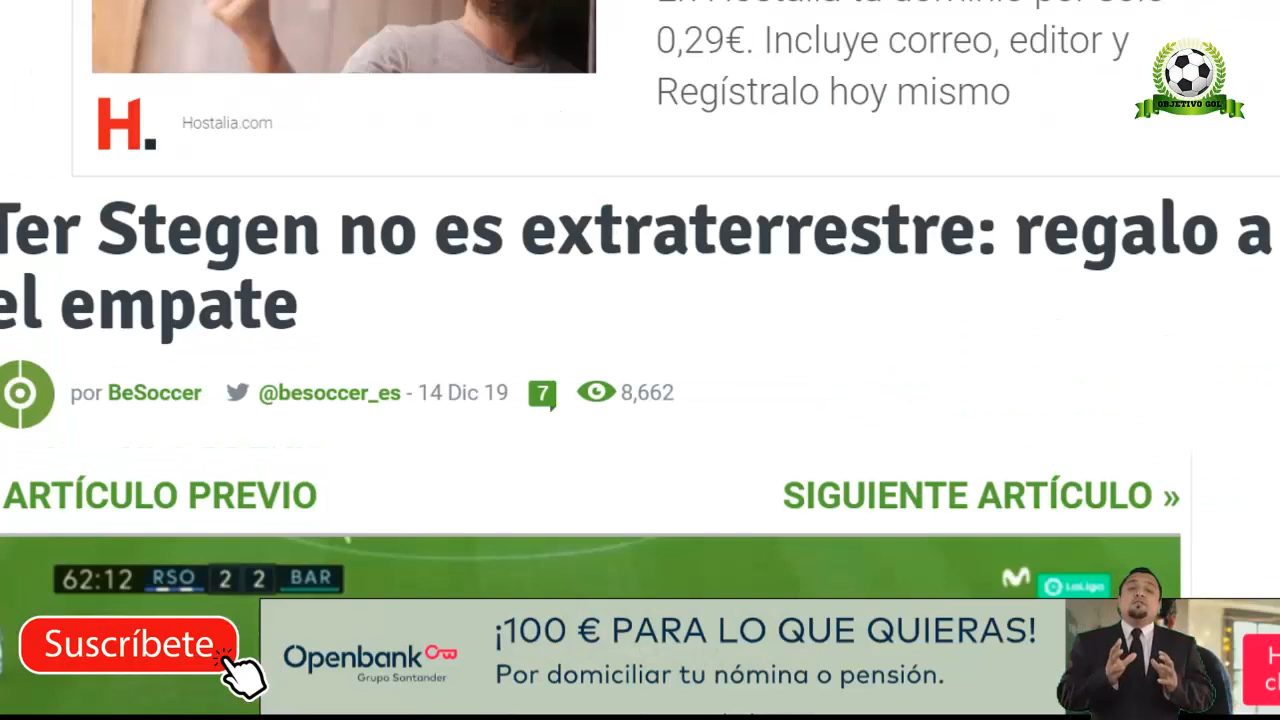 0,29€. Incluye correo, editor y
Regístralo hoy mismo
OBJETIVO GOL
H.
Hostalia.com
Ter Stegen no es extraterrestre: regalo a
el empate
por BeSoccer @besoccer_es - 14 Dic 19 7 8,662
ARTÍCULO PREVIO
SIGUIENTE ARTÍCULO »
62:12 RSO 2 2 BAR
LaLiga
Suscríbete
Openbank
Grupo Santander
¡100 € PARA LO QUE QUIERAS!
Por domiciliar tu nómina o pensión.